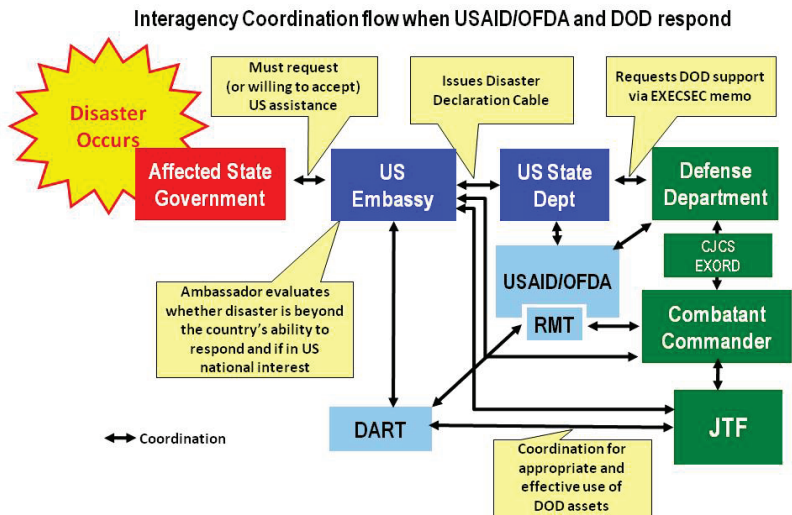 Interagency Coordination flow when USAID/OFDA and DOD respond
Must request
(or willing to accept)
US assistance
Issues Disaster
Declaration Cable
Requests DOD support
via EXECSEC memo
Disaster
Occurs
Affected State
Government
US
Embassy
US State
Dept
Defense
Department
CJCS
EXORD
USAID/OFDA
RMT
Combatant
Commander
Ambassador evaluates
whether disaster is beyond
the country's ability to
respond and if in US
national interest
DART
JTF
Coordination
Coordination for
appropriate and
effective use of
DOD assets